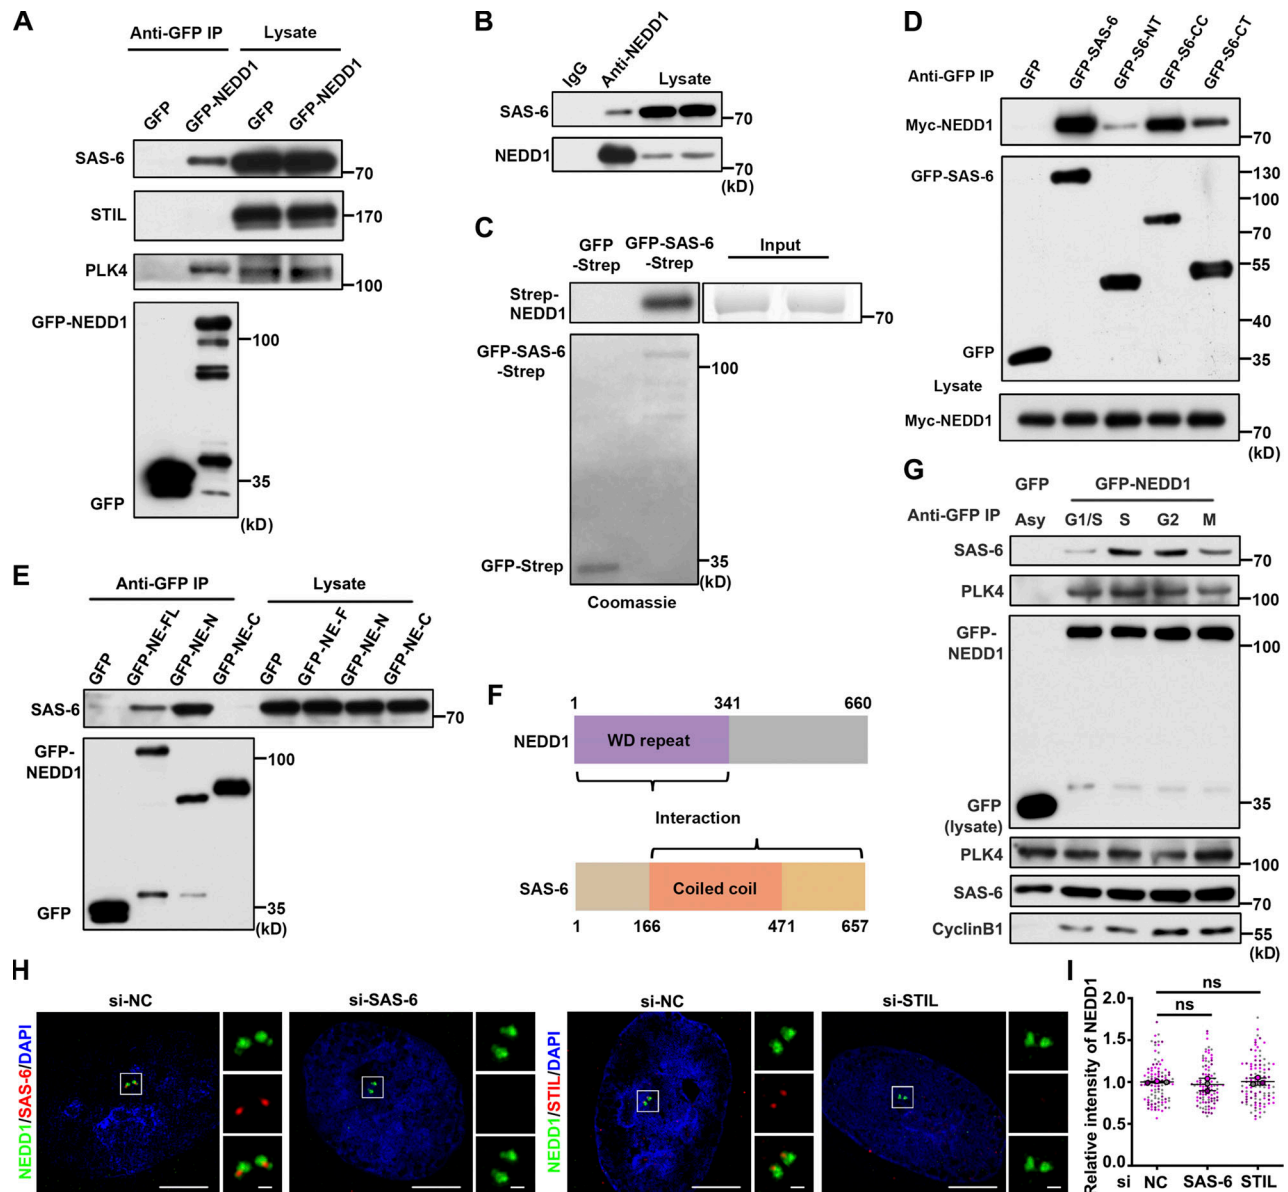 A
Anti-GFP IP
Lysate
GFP
GFP-NEDD1
GFP
GFP-NEDD1
SAS-6
70
STIL
170
PLK4
100
GFP-NEDD1
100
35
GFP
(kD)
B
IgG
Anti-NEDD1
Lysate
SAS-6
70
NEDD1
70
(kD)
C
GFP
-Strep
GFP-SAS-6
-Strep
Input
Strep-
NEDD1
70
GFP-SAS-6
-Strep
100
GFP-Strep
35
(kD)
Coomassie
D
Anti-GFP IP
GFP
GFP-SAS-6
GFP-S6-NT
GFP-S6-CC
GFP-S6-CT
Myc-NEDD1
70
GFP-SAS-6
130
100
70
55
40
GFP
35
Lysate
Myc-NEDD1
70
(kD)
E
Anti-GFP IP
Lysate
GFP
GFP-NE-FL
GFP-NE-N
GFP-NE-C
GFP
GFP-NE-F
GFP-NE-N
GFP-NE-C
SAS-6
70
GFP-
NEDD1
100
GFP
35
(kD)
F
1 341 660
NEDD1
WD repeat
Interaction
SAS-6
Coiled coil
1 166 471 657
G
GFP
GFP-NEDD1
Anti-GFP IP
Asy G1/S S G2 M
SAS-6
70
PLK4
100
GFP-
NEDD1
100
GFP
35
(lysate)
PLK4
100
SAS-6
70
CyclinB1
55
(kD)
H
si-NC
si-SAS-6
si-NC
si-STIL
NEDD1/SAS-6/DAPI
NEDD1/STIL/DAPI
I
Relative intensity of NEDD1
2.0
1.5
1.0
0.5
0.0
ns
ns
si NC SAS-6 STIL